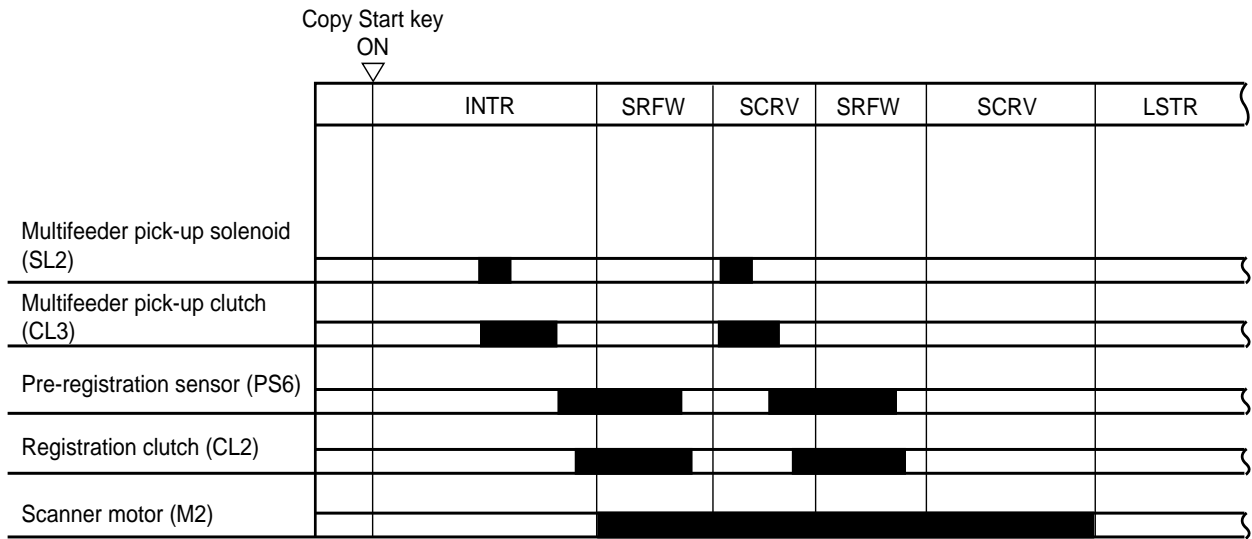 Copy Start key
ON
INTR SRFW SCRV SRFW SCRV LSTR
Multifeeder pick-up solenoid
(SL2)
Multifeeder pick-up clutch
(CL3)
Pre-registration sensor (PS6)
Registration clutch (CL2)
Scanner motor (M2)